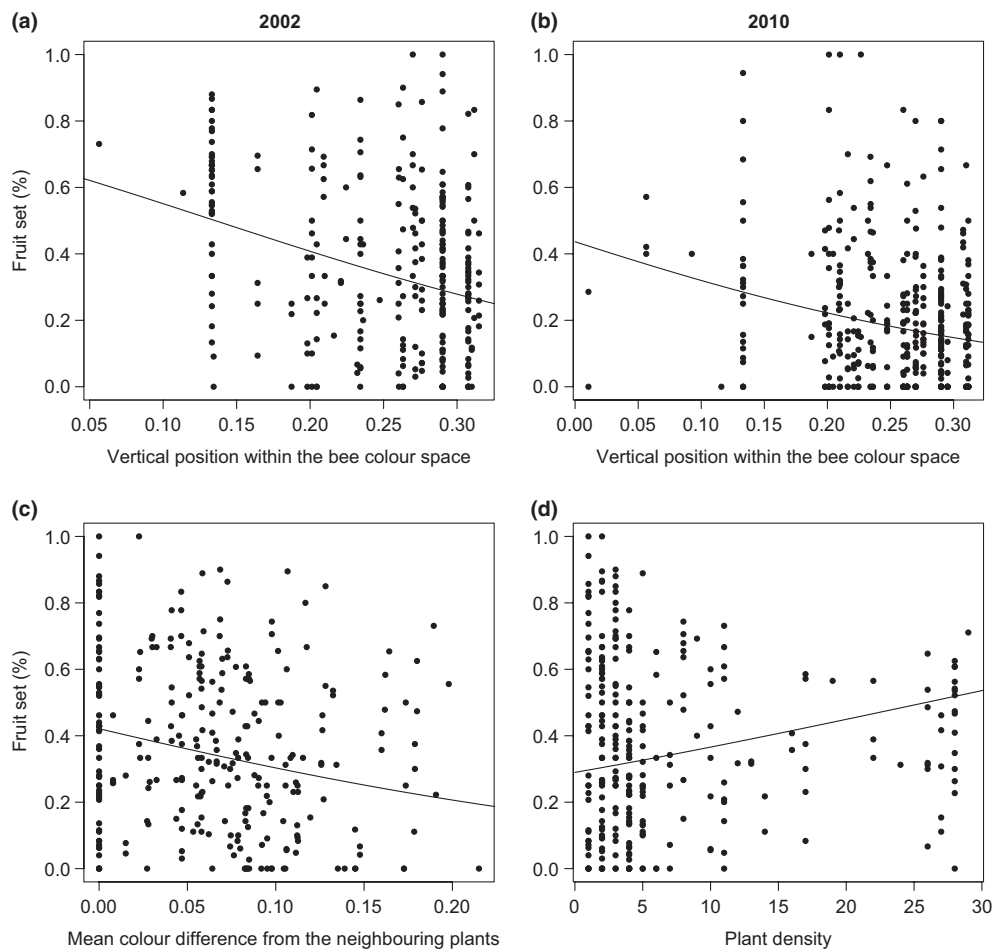 (a)
2002
1.0
0.8
0.6
0.4
0.2
0.0
Fruit set (%)
0.05 0.10 0.15 0.20 0.25 0.30
Vertical position within the bee colour space
(b)
2010
1.0
0.8
0.6
0.4
0.2
0.0
0.00 0.05 0.10 0.15 0.20 0.25 0.30
Vertical position within the bee colour space
(c)
1.0
0.8
0.6
0.4
0.2
0.0
Fruit set (%)
0.00 0.05 0.10 0.15 0.20
Mean colour difference from the neighbouring plants
(d)
1.0
0.8
0.6
0.4
0.2
0.0
0 5 10 15 20 25 30
Plant density